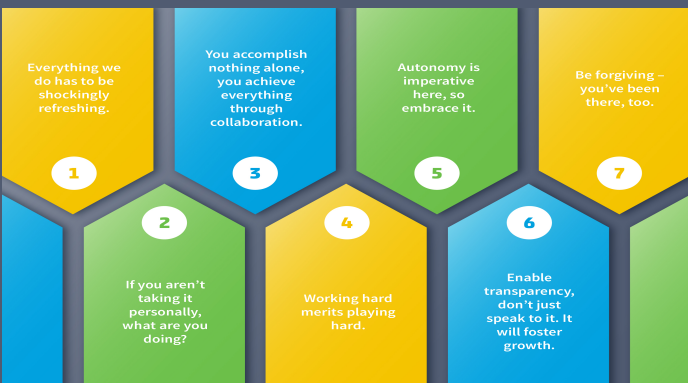 Everything we
do has to be
shockingly
refreshing.
1
2
If you aren't
taking it
personally,
what are you
doing?
You accomplish
nothing alone,
you achieve
everything
through
collaboration.
3
4
Working hard
merits playing
hard.
Autonomy is
imperative
here, so
embrace it.
5
6
Enable
transparency,
don't just
speak to it. It
will foster
growth.
Be forgiving –
you've been
there, too.
7